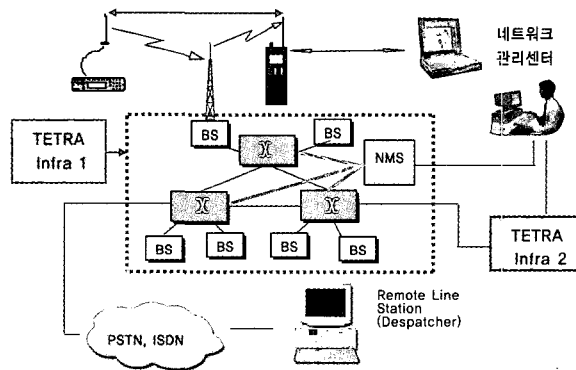 네트워크
관리센터
BS
BS
TETRA
Infra 1
NMS
BS
BS
BS
BS
TETRA
Infra 2
Remote Line
Station
(Despatcher)
PSTN, ISDN